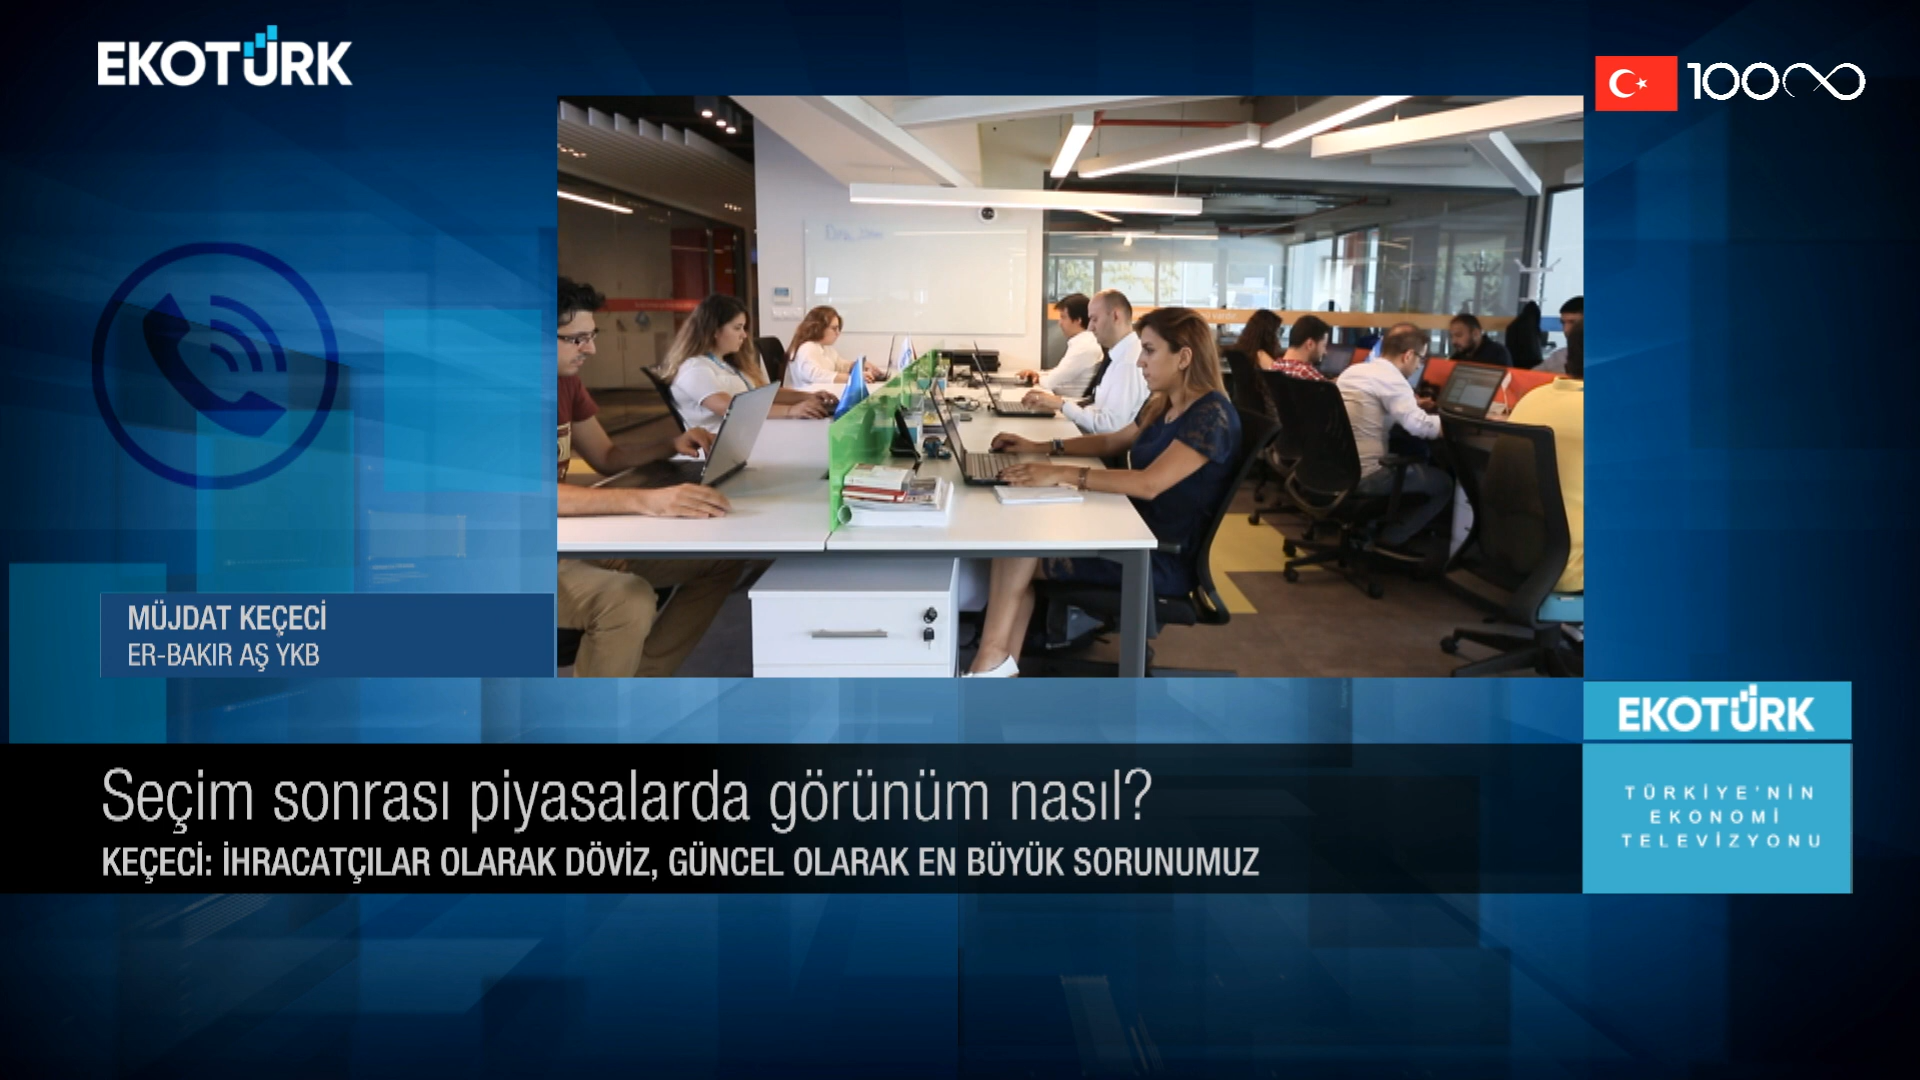 EKOTÜRK
100
MÜJDAT KEÇECİ
ER-BAKIR AŞ YKB
EKOTÜRK
Seçim sonrası piyasalarda görünüm nasıl?
KEÇECİ: İHRACATÇILAR OLARAK DÖVİZ, GÜNCEL OLARAK EN BÜYÜK SORUNUMUZ
TÜRKİYE'NİN
EKONOMİ
TELEVİZYONU